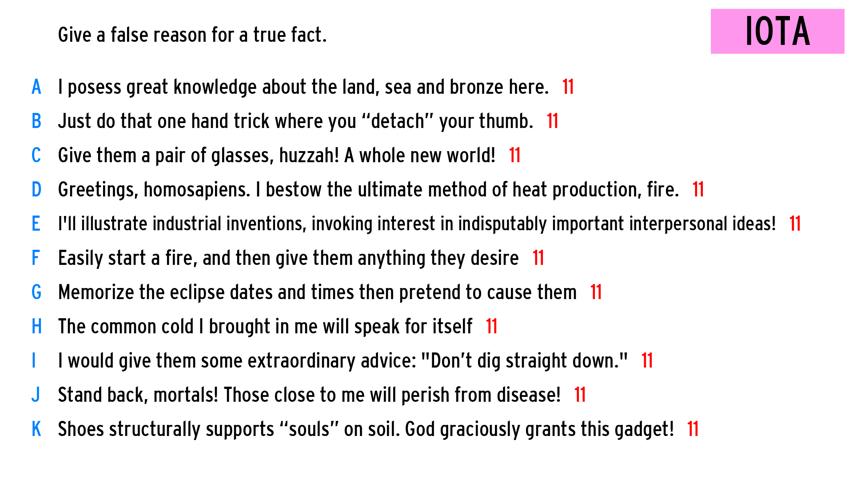 Give a false reason for a true fact.
IOTA
A I posess great knowledge about the land, sea and bronze here. 11
B Just do that one hand trick where you “detach” your thumb. 11
C Give them a pair of glasses, huzzah! A whole new world! 11
D Greetings, homosapiens. I bestow the ultimate method of heat production, fire. 11
E I'll illustrate industrial inventions, invoking interest in indisputably important interpersonal ideas! 11
F Easily start a fire, and then give them anything they desire 11
G Memorize the eclipse dates and times then pretend to cause them 11
H The common cold I brought in me will speak for itself 11
I I would give them some extraordinary advice: "Don’t dig straight down." 11
J Stand back, mortals! Those close to me will perish from disease! 11
K Shoes structurally supports “souls” on soil. God graciously grants this gadget! 11